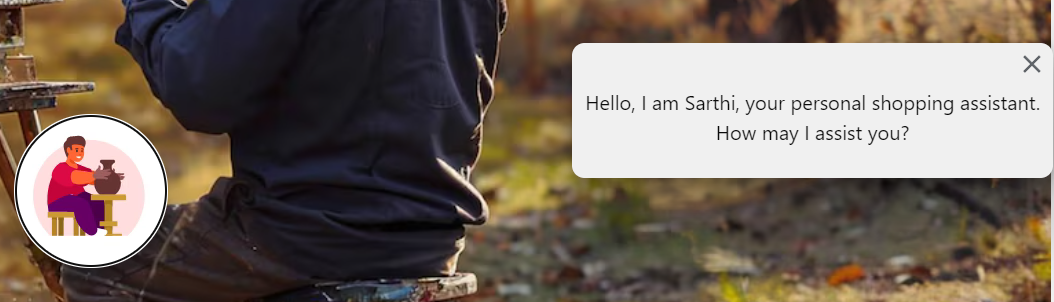 Hello, I am Sarthi, your personal shopping assistant.
How may I assist you?